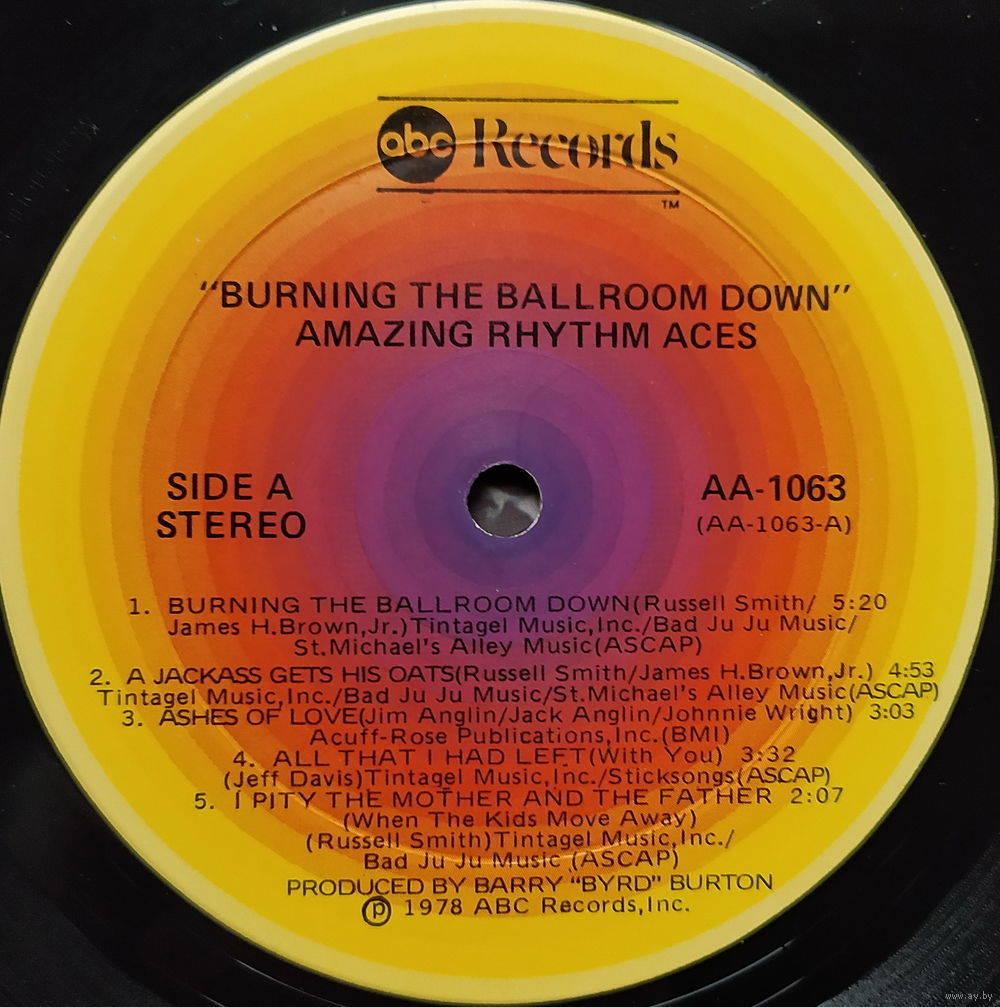 abc Records
TM
"BURNING THE BALLROOM DOWN"
AMAZING RHYTHM ACES
SIDE A
STEREO
AA-1063
(AA-1063-A)
1. BURNING THE BALLROOM DOWN(Russell Smith/ 5:20
James H.Brown,Jr.)Tintagel Music,Inc./Bad Ju Ju Music/
St.Michael's Alley Music(ASCAP)
2. A JACKASS GETS HIS OATS(Russell Smith/James H.Brown,Jr.) 4:53
Tintagel Music,Inc./Bad Ju Ju Music/St.Michael's Alley Music(ASCAP)
3. ASHES OF LOVE(Jim Anglin/Jack Anglin/Johnnie Wright) 3:03
Acuff-Rose Publications,Inc.(BMI)
4. ALL THAT I HAD LEFT(With You) 3:32
(Jeff Davis)Tintagel Music,Inc./Sticksongs(ASCAP)
5. I PITY THE MOTHER AND THE FATHER 2:07
(When The Kids Move Away)
(Russell Smith)Tintagel Music,Inc./
Bad Ju Ju Music (ASCAP)
PRODUCED BY BARRY "BYRD" BURTON
℗ 1978 ABC Records,Inc.
www.ay.by